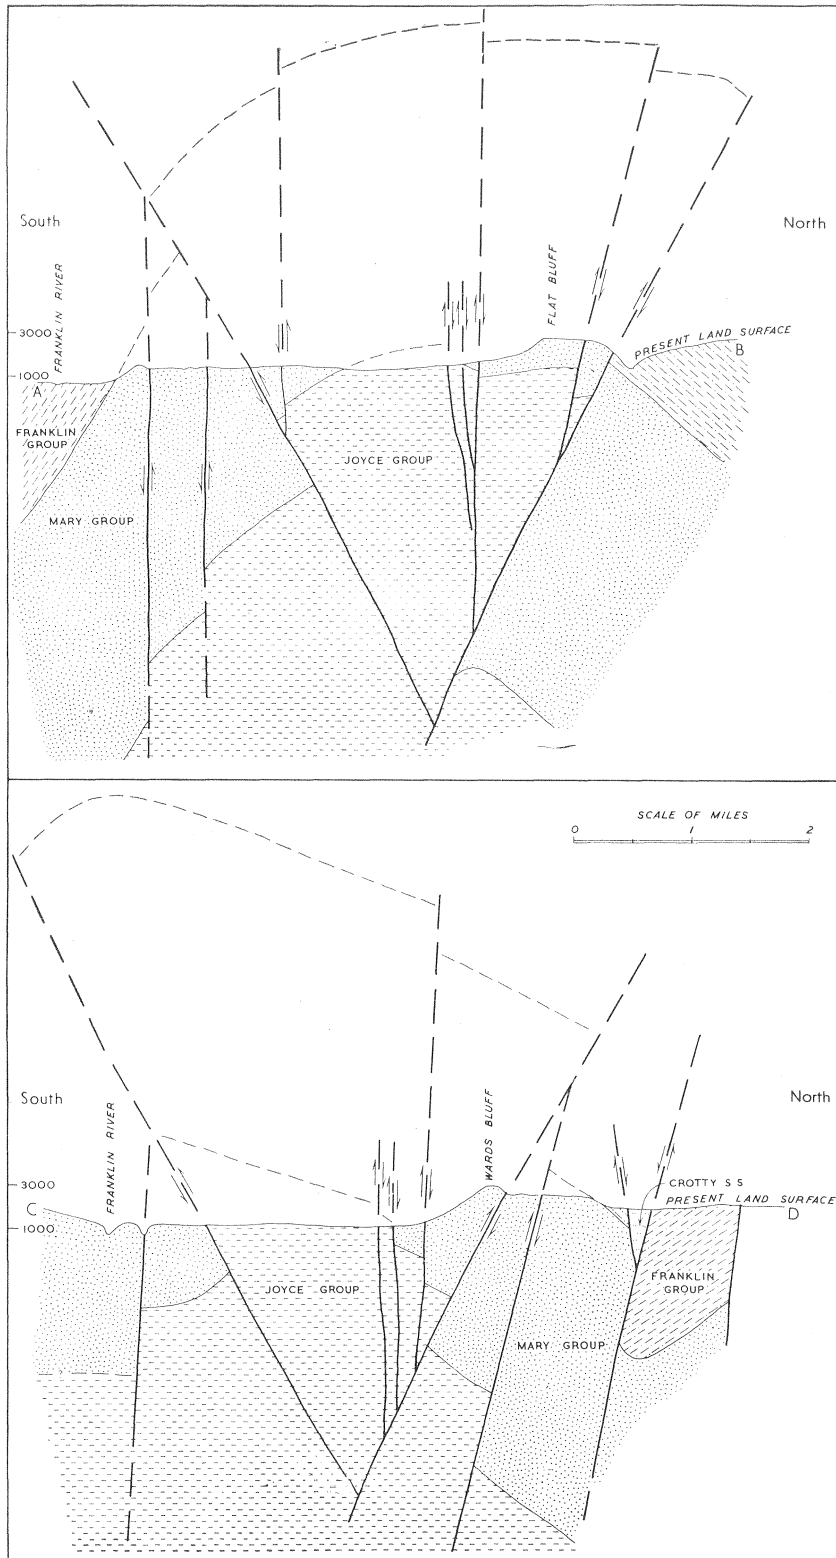 South
North
FRANKLIN RIVER
FLAT BLUFF
3000
PRESENT LAND SURFACE
1000
A
B
FRANKLIN
GROUP
JOYCE GROUP
MARY GROUP
SCALE OF MILES
0 1 2
South
North
FRANKLIN RIVER
WARDS BLUFF
3000
CROTTY S S
PRESENT LAND SURFACE
C
D
1000
FRANKLIN
GROUP
JOYCE GROUP
MARY GROUP